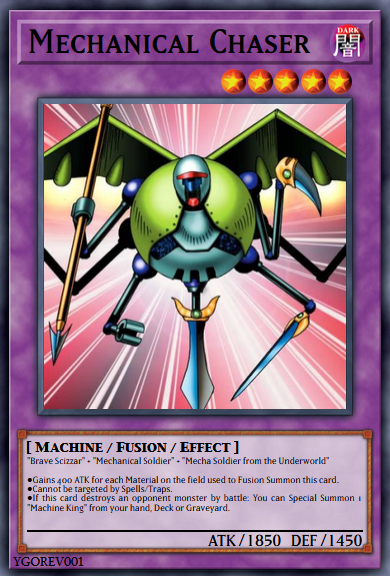 MECHANICAL CHASER
DARK
闇
[ MACHINE / FUSION / EFFECT ]
"Brave Scizzar" + "Mechanical Soldier" + "Mecha Soldier from the Underworld"
●Gains 400 ATK for each Material on the field used to Fusion Summon this card.
●Cannot be targeted by Spells/Traps.
●If this card destroys an opponent monster by battle: You can Special Summon 1
"Machine King" from your hand, Deck or Graveyard.
ATK / 1850 DEF / 1450
YGOREV001